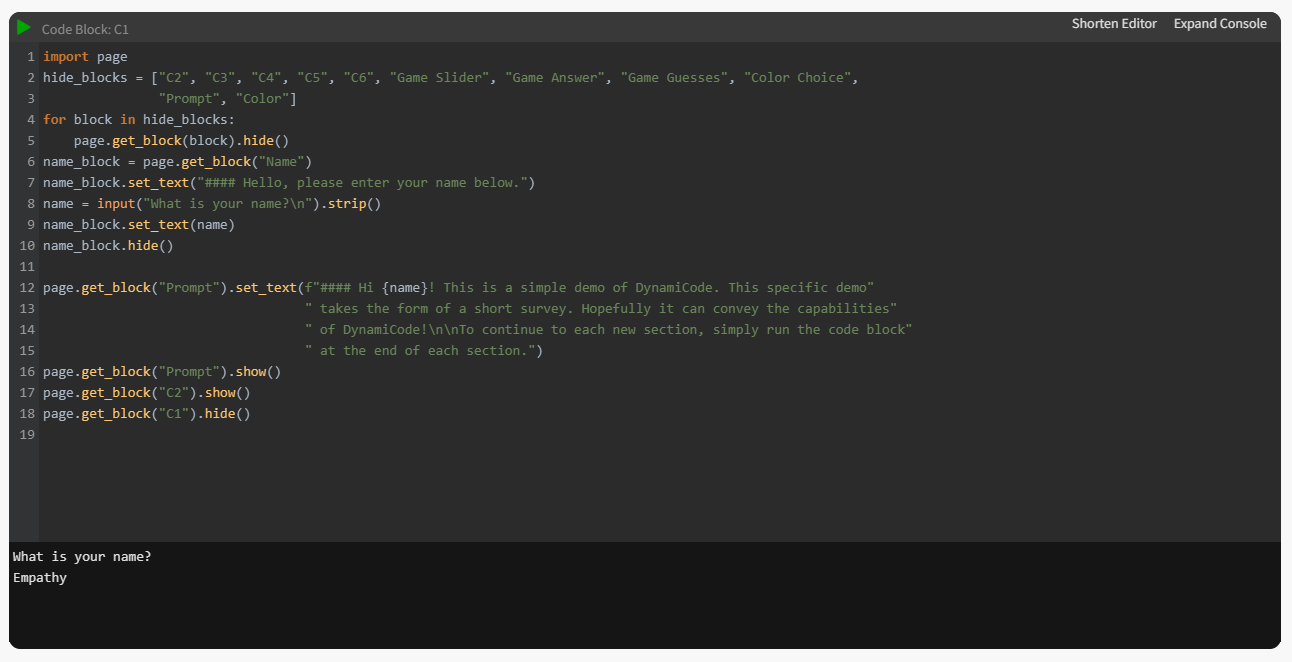 Code Block: C1
Shorten Editor Expand Console
1 import page
2 hide_blocks = ["C2", "C3", "C4", "C5", "C6", "Game Slider", "Game Answer", "Game Guesses", "Color Choice",
3                "Prompt", "Color"]
4 for block in hide_blocks:
5     page.get_block(block).hide()
6 name_block = page.get_block("Name")
7 name_block.set_text("#### Hello, please enter your name below.")
8 name = input("What is your name?\n").strip()
9 name_block.set_text(name)
10 name_block.hide()
11
12 page.get_block("Prompt").set_text(f"#### Hi {name}! This is a simple demo of DynamiCode. This specific demo"
13                                   " takes the form of a short survey. Hopefully it can convey the capabilities"
14                                   " of DynamiCode!\n\nTo continue to each new section, simply run the code block"
15                                   " at the end of each section.")
16 page.get_block("Prompt").show()
17 page.get_block("C2").show()
18 page.get_block("C1").hide()
19
What is your name?
Empathy